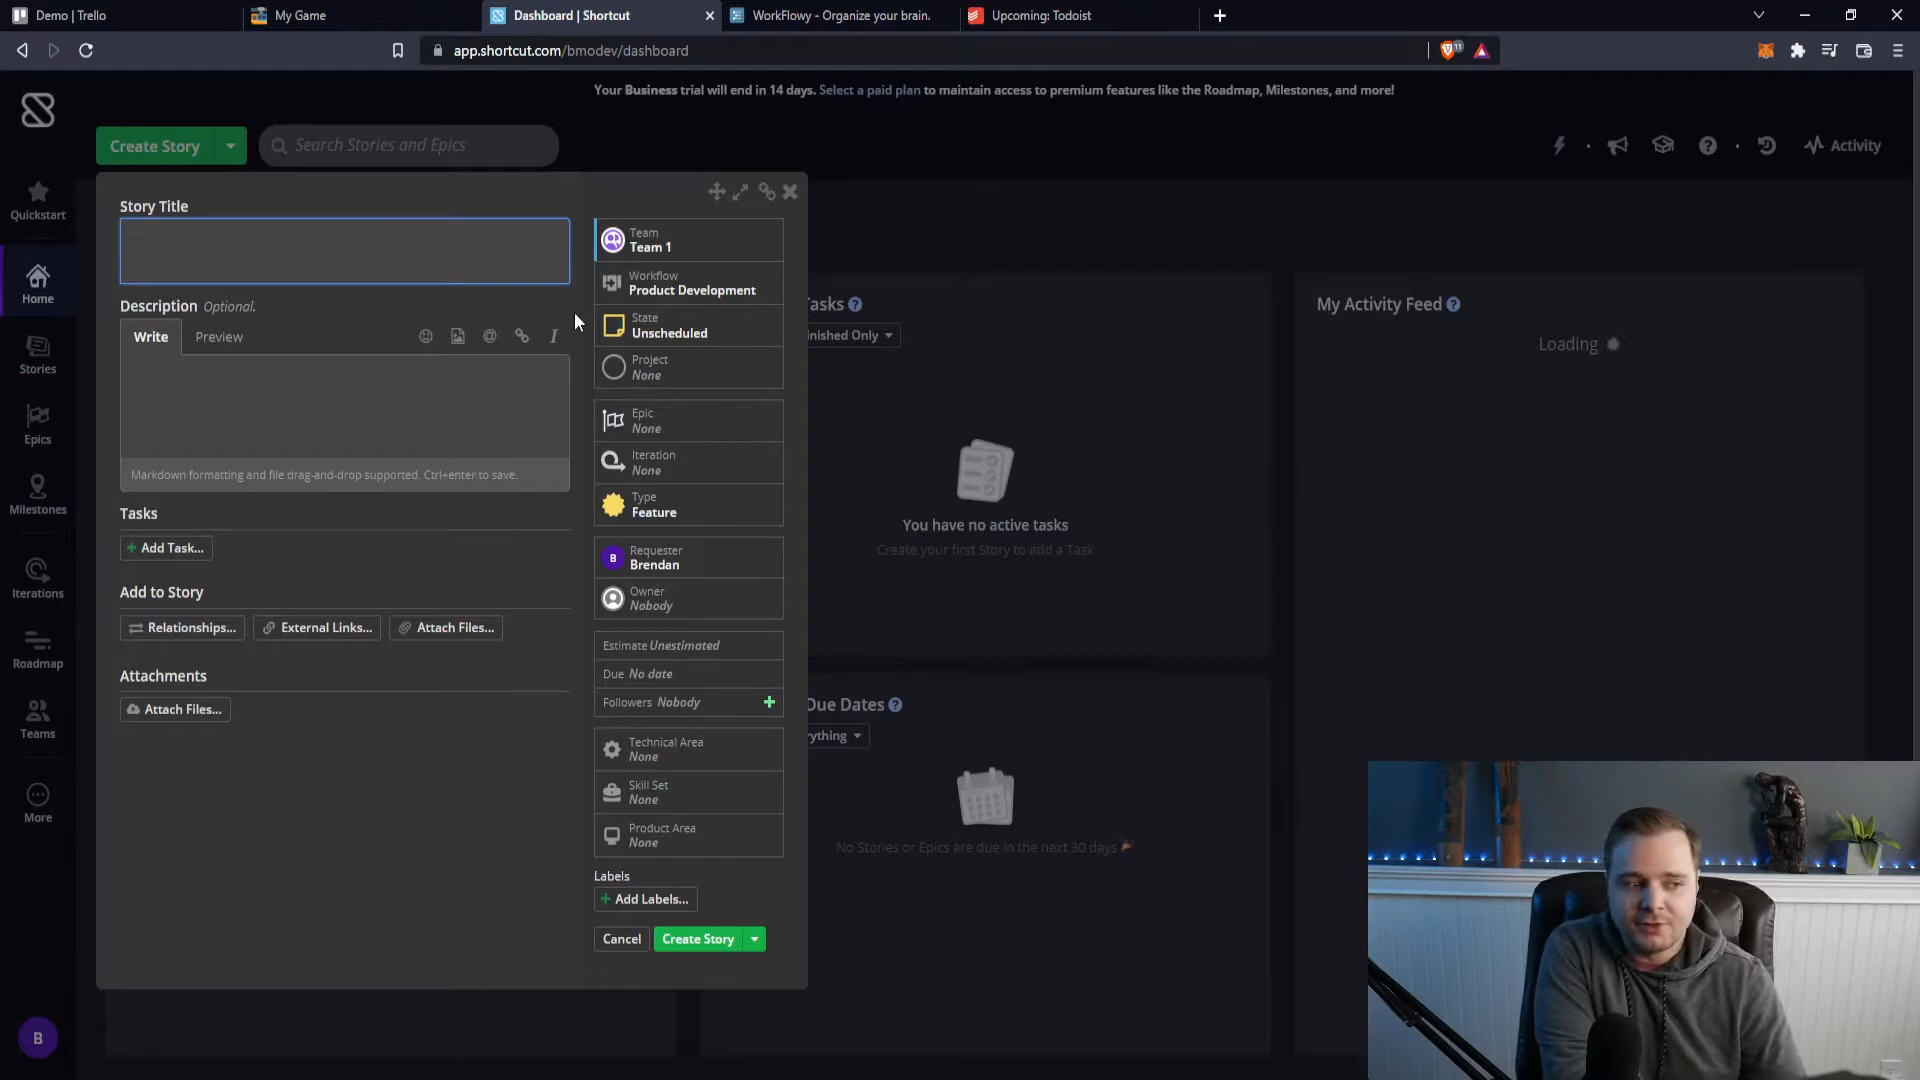 Demo | Trello
My Game
Dashboard | Shortcut
WorkFlowy - Organize your brain.
Upcoming: Todoist
app.shortcut.com/bmodev/dashboard
11
Your Business trial will end in 14 days. Select a paid plan to maintain access to premium features like the Roadmap, Milestones, and more!
Create Story
Search Stories and Epics
Activity
Quickstart
Home
Stories
Epics
Milestones
Iterations
Roadmap
Teams
More
B
Story Title
Description Optional.
Write
Preview
Markdown formatting and file drag-and-drop supported. Ctrl+enter to save.
Tasks
+ Add Task...
Add to Story
Relationships...
External Links...
Attach Files...
Attachments
Attach Files...
Team
Team 1
Workflow
Product Development
State
Unscheduled
Project
None
Epic
None
Iteration
None
Type
Feature
B
Requester
Brendan
Owner
Nobody
Estimate Unestimated
Due No date
Followers Nobody
Technical Area
None
Skill Set
None
Product Area
None
Labels
+ Add Labels...
Cancel
Create Story
Tasks
You have no active tasks
Create your first Story to add a Task
Due Dates
No Stories or Epics are due in the next 30 days
My Activity Feed
Loading